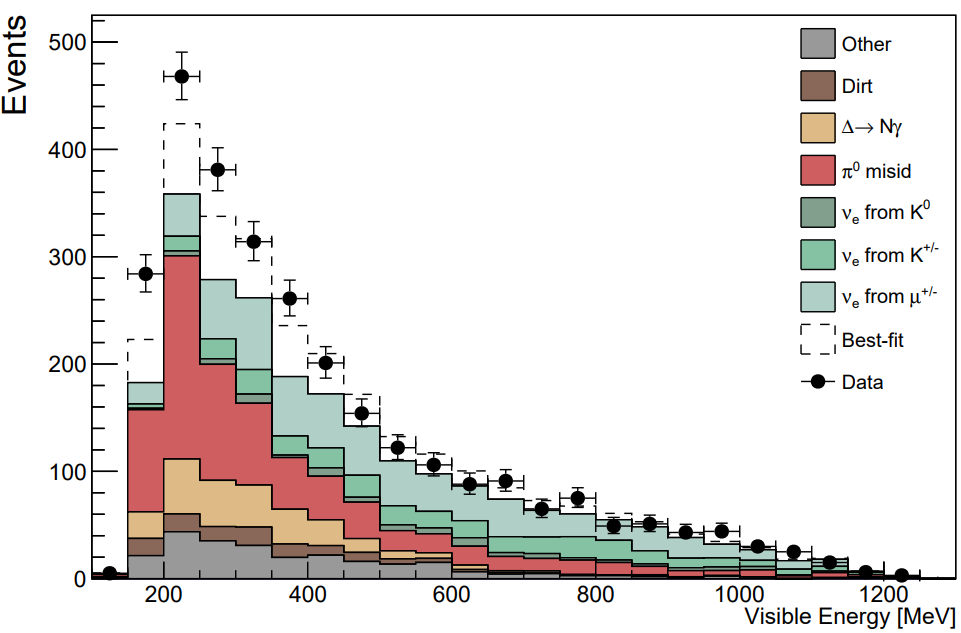 Events
500
400
300
200
100
0
200
400
600
800
1000
1200
Visible Energy [MeV]
Other
Dirt
Δ→ Nγ
π⁰ misid
νₑ from K⁰
νₑ from K⁺/⁻
νₑ from μ⁺/⁻
Best-fit
Data